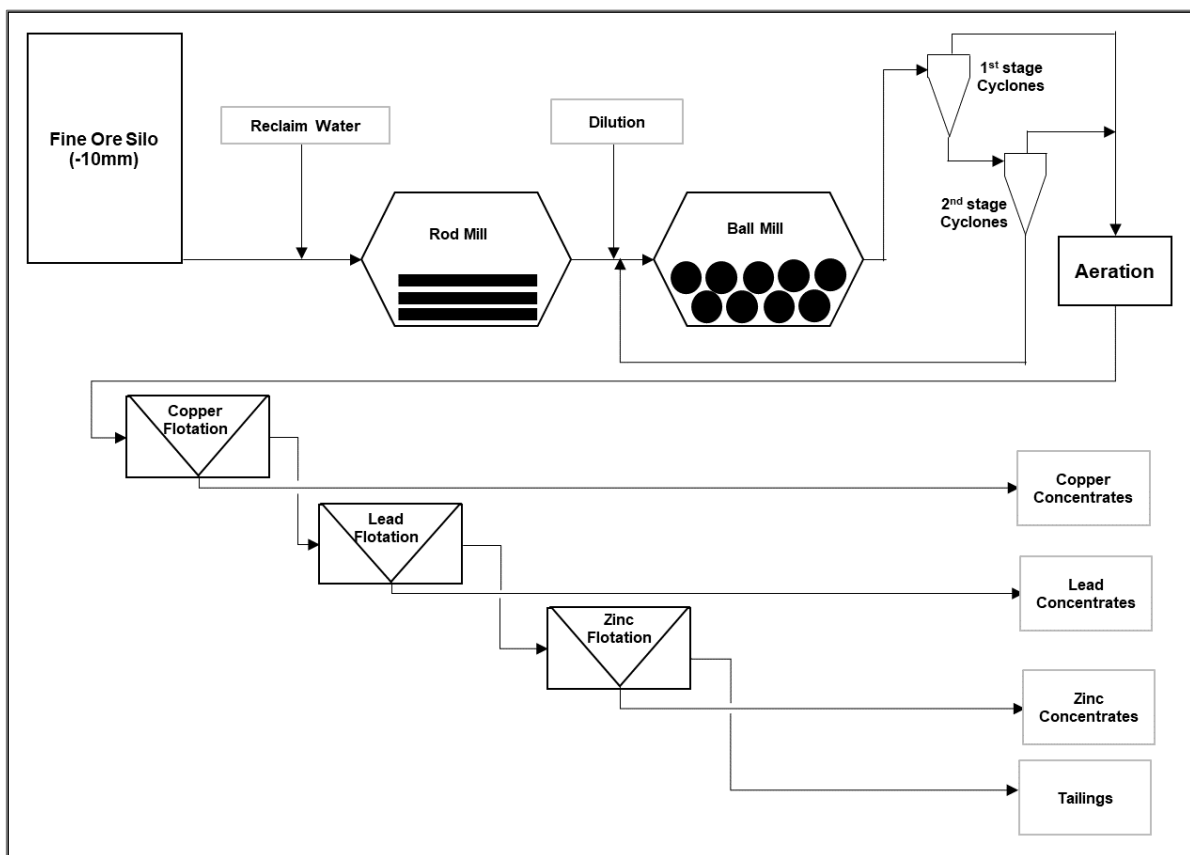 Fine Ore Silo
(-10mm)
Reclaim Water
Dilution
1st stage
Cyclones
2nd stage
Cyclones
Rod Mill
Ball Mill
Aeration
Copper
Flotation
Copper
Concentrates
Lead
Flotation
Lead
Concentrates
Zinc
Flotation
Zinc
Concentrates
Tailings